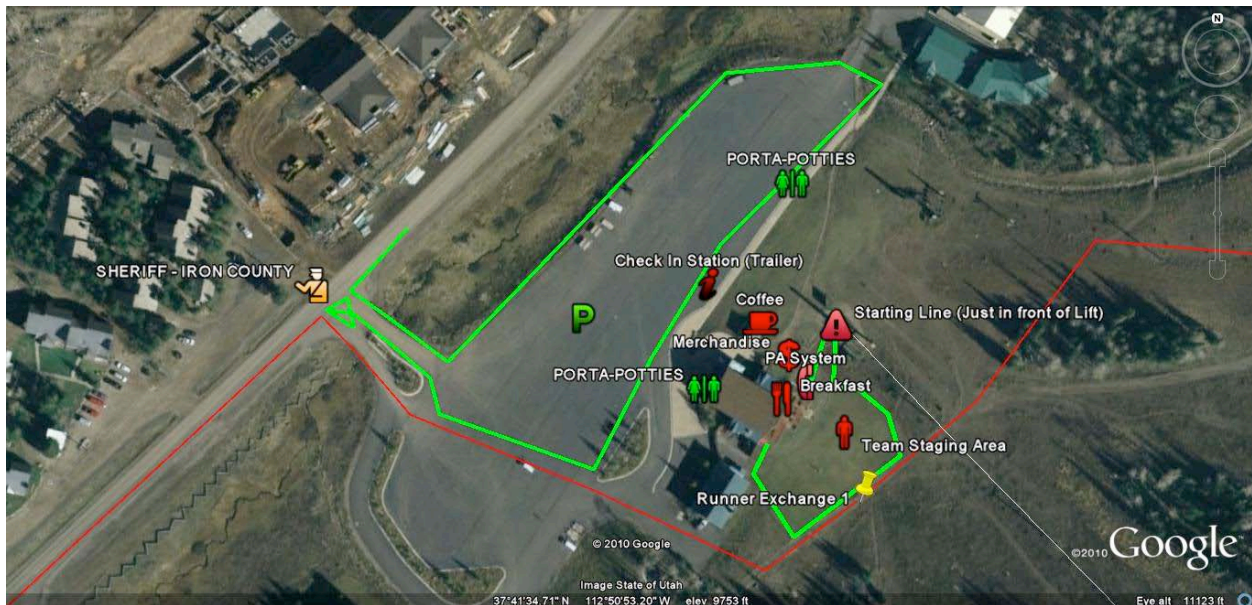 N
PORTA-POTTIES
Check In Station (Trailer)
SHERIFF - IRON COUNTY
Coffee
Starting Line (Just in front of Lift)
P
Merchandise
PA System
PORTA-POTTIES
Breakfast
Team Staging Area
Runner Exchange 1
© 2010 Google
©2010 Google
Image State of Utah
37°41'34.71" N 112°50'53.20" W elev 9753 ft
Eye alt 11123 ft